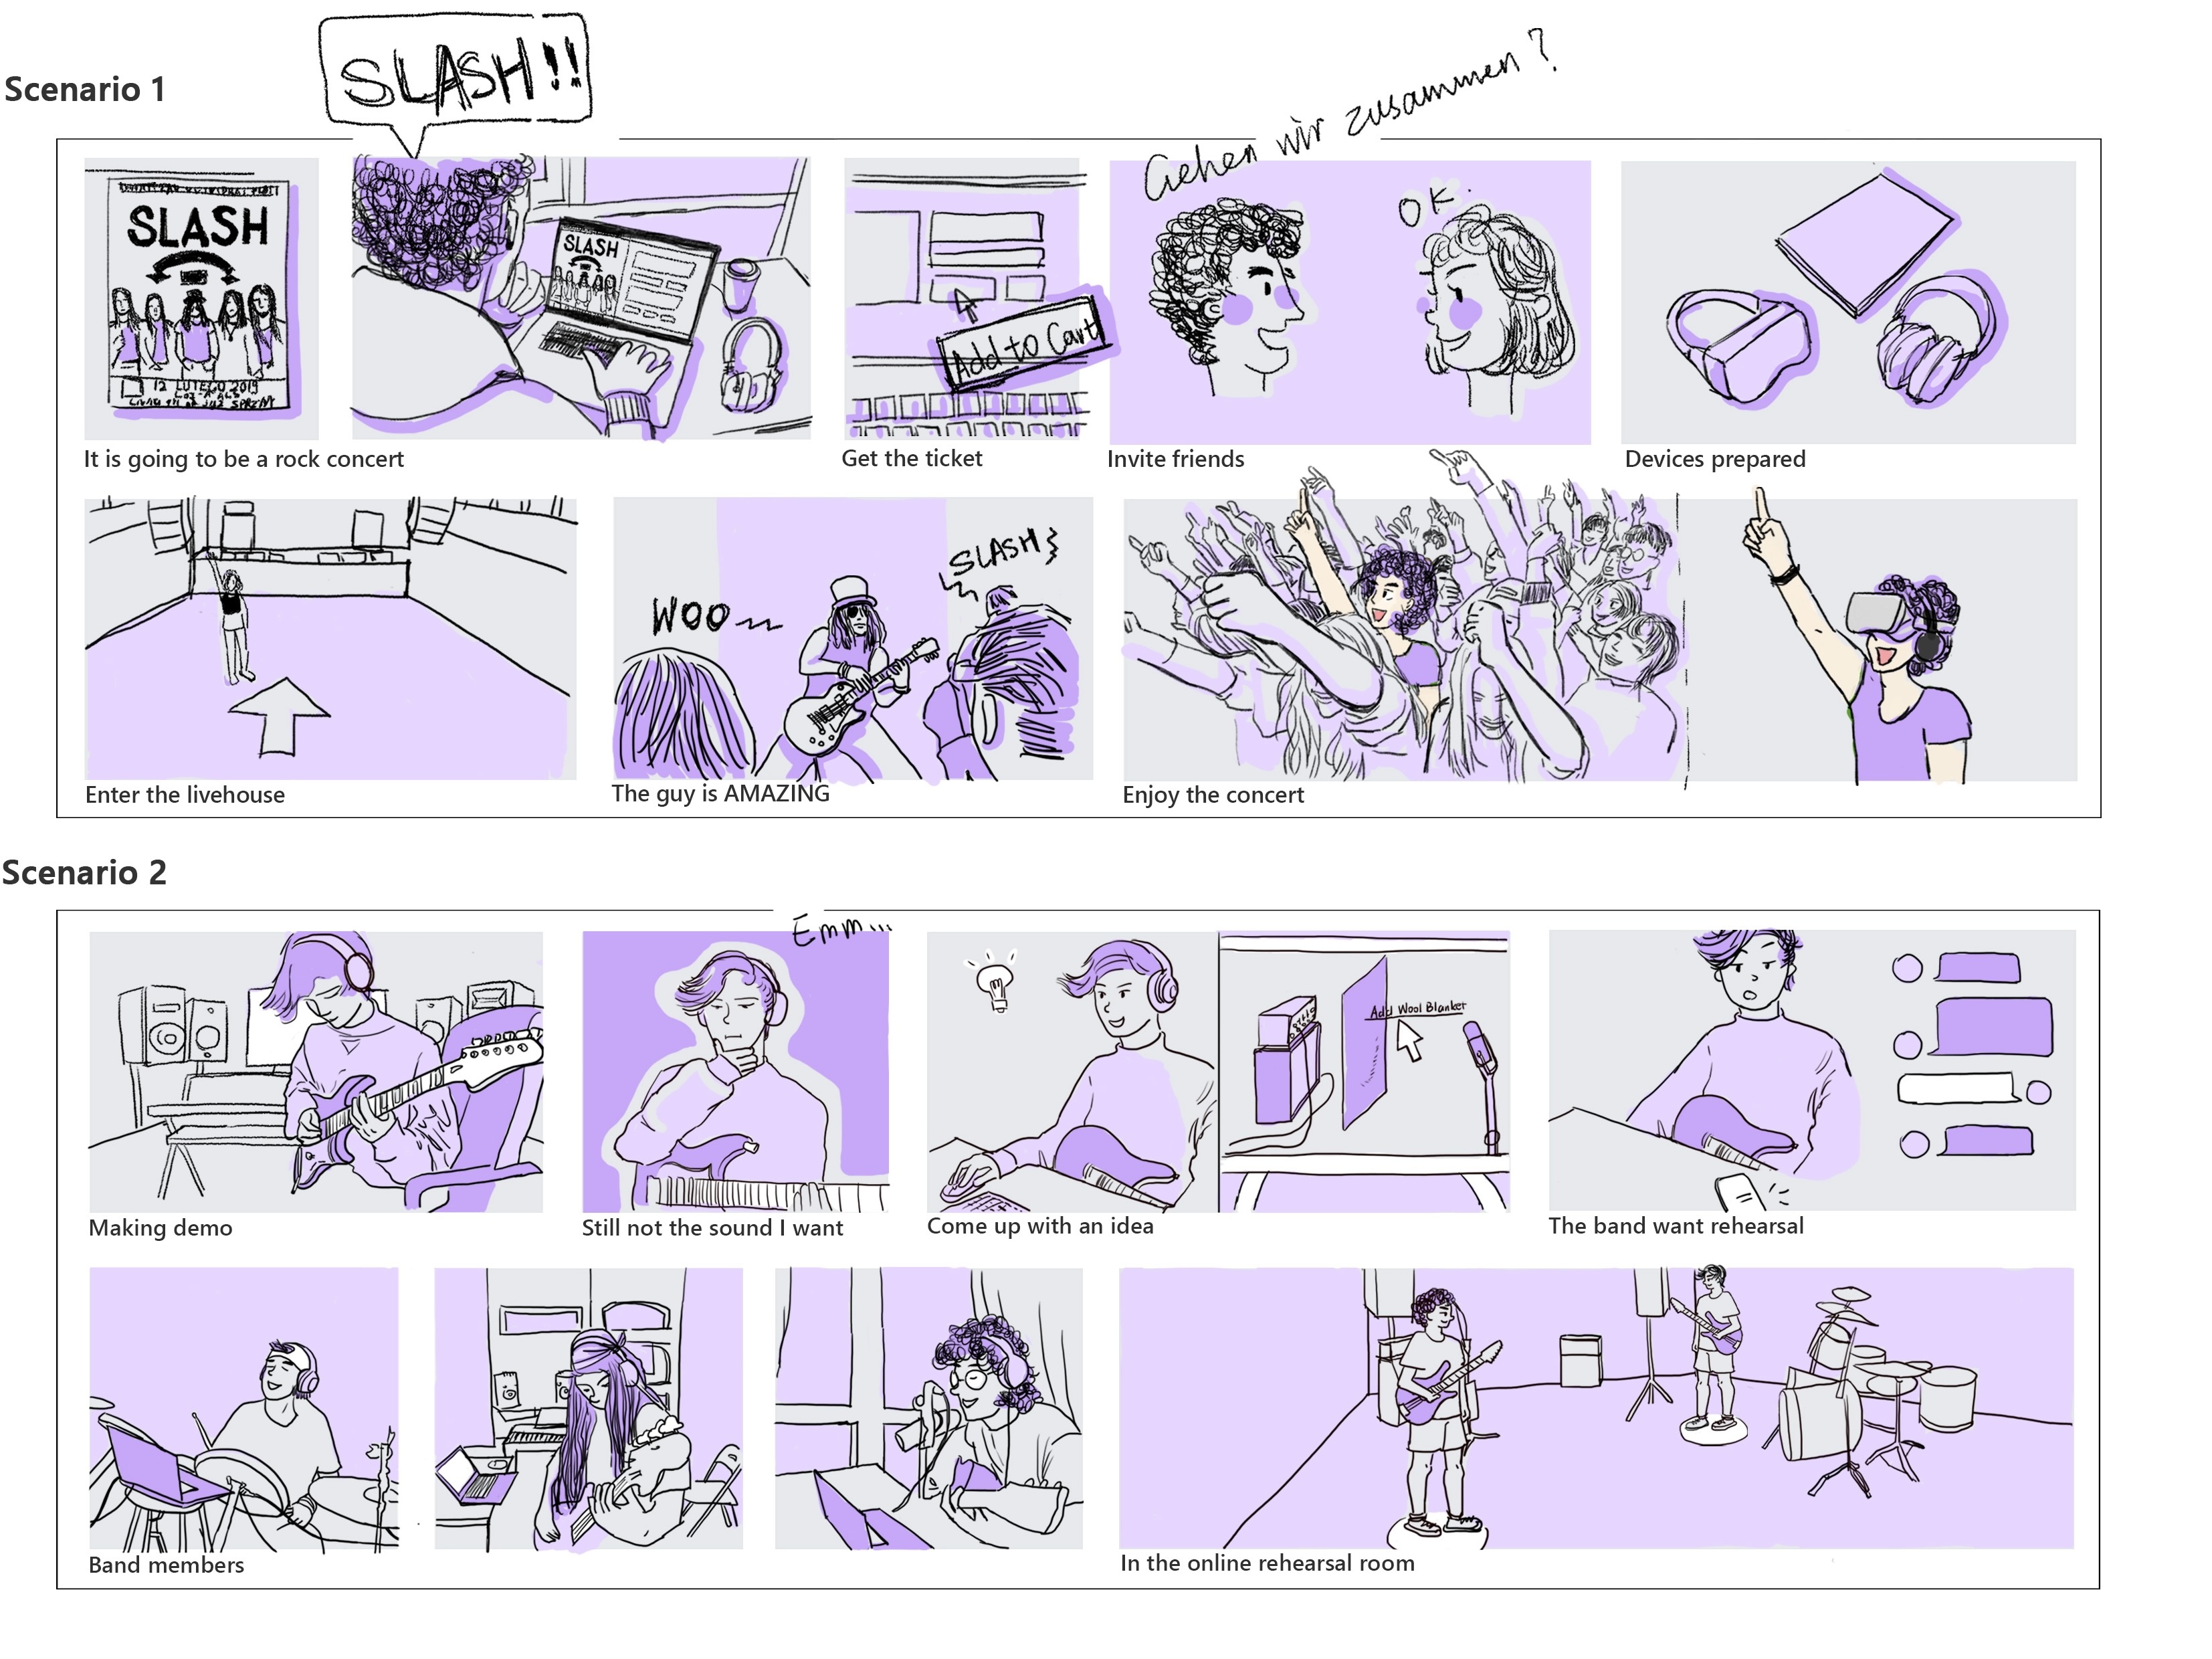 Scenario 1
SLASH!!
Gehen wir zusammen?
SLASH
12 LUTEGO 2019
SLASH
Add to Cart
OK.
It is going to be a rock concert
Get the ticket
Invite friends
Devices prepared
WOO
SLASH
Enter the livehouse
The guy is AMAZING
Enjoy the concert
Scenario 2
Emm...
Add Wool Blanket
Making demo
Still not the sound I want
Come up with an idea
The band want rehearsal
Band members
In the online rehearsal room